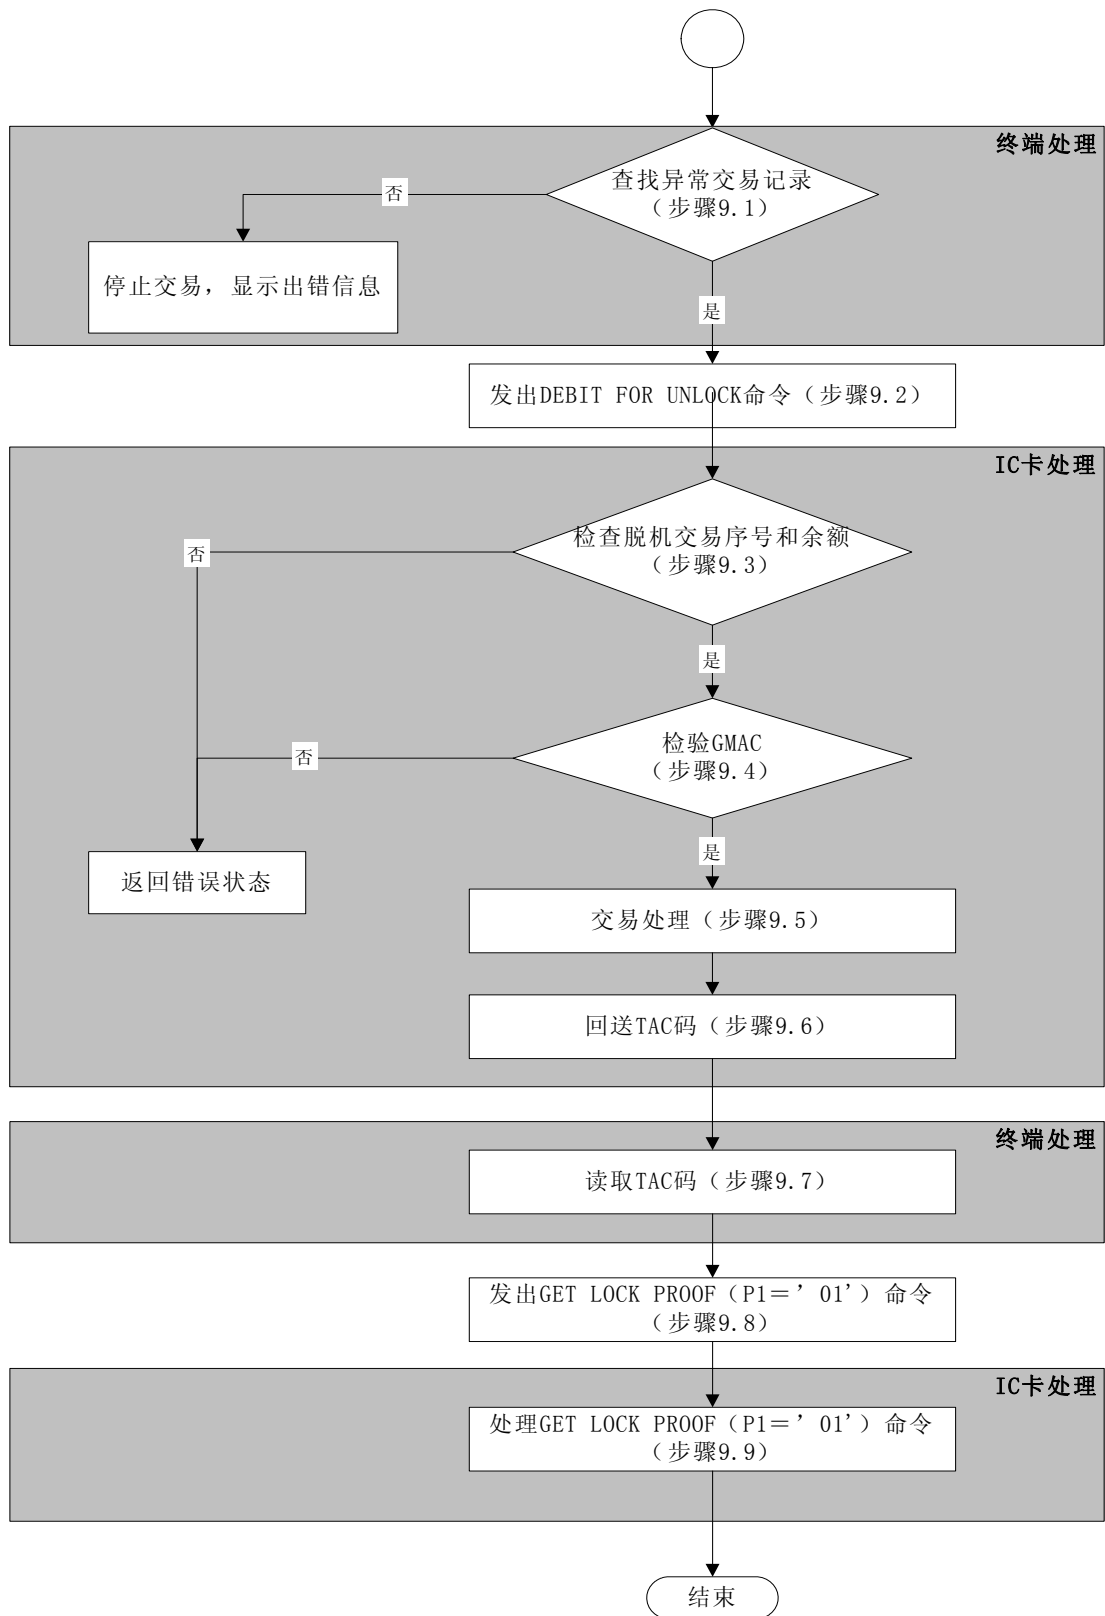 终端处理
查找异常交易记录
（步骤9.1）
否
停止交易，显示出错信息
是
发出DEBIT FOR UNLOCK命令（步骤9.2）
IC卡处理
检查脱机交易序号和余额
（步骤9.3）
否
是
检验GMAC
（步骤9.4）
否
是
返回错误状态
交易处理（步骤9.5）
回送TAC码（步骤9.6）
终端处理
读取TAC码（步骤9.7）
发出GET LOCK PROOF（P1＝’01'）命令
（步骤9.8）
IC卡处理
处理GET LOCK PROOF（P1＝’01'）命令
（步骤9.9）
结束